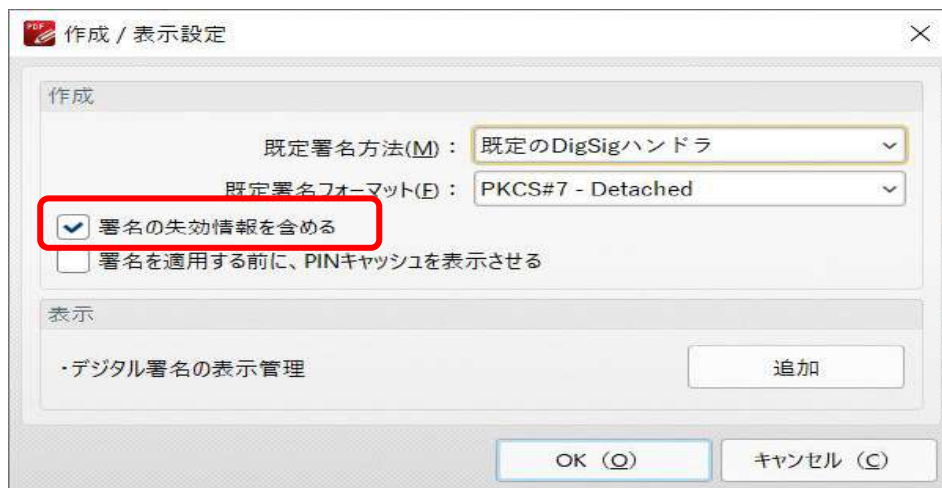 作成 / 表示設定
作成
既定署名方法(M)： 既定のDigSigハンドラ
既定署名フォーマット(F)： PKCS#7 - Detached
署名の失効情報を含める
署名を適用する前に、PINキャッシュを表示させる
表示
・デジタル署名の表示管理 追加
OK (O) キャンセル (C)